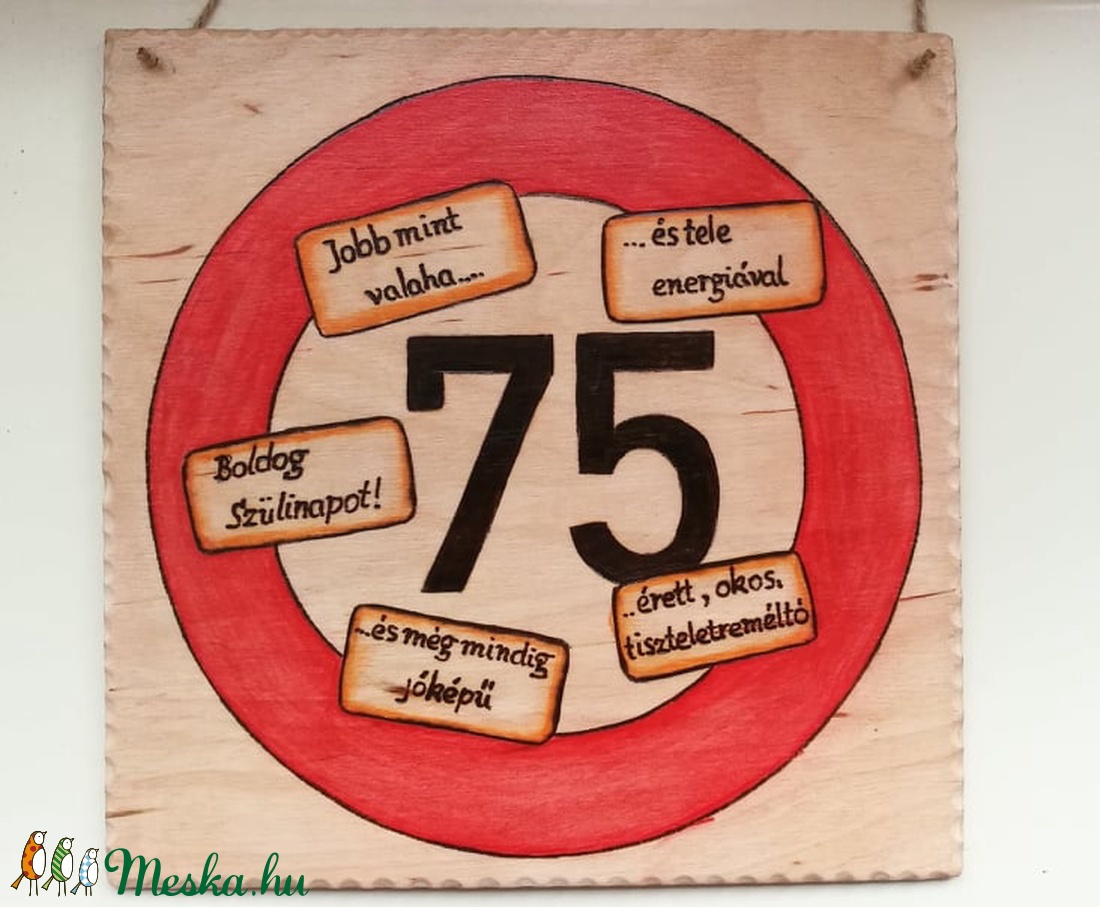 Jobb mint
valaha....
... és tele
energiával
75
Boldog
Szülinapot!
..érett, okos.
tiszteletreméltó
...és még mindig
jóképű
Meska.hu